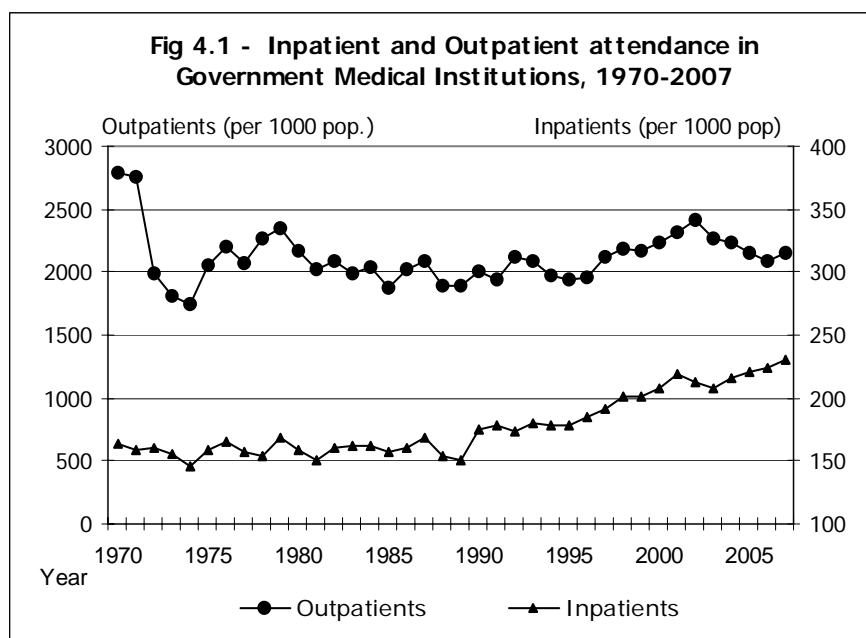 Fig 4.1 - Inpatient and Outpatient attendance in
Government Medical Institutions, 1970-2007
Outpatients (per 1000 pop.) Inpatients (per 1000 pop)
3000 400
2500 350
2000 300
1500 250
1000 200
500 150
0 100
1970 1975 1980 1985 1990 1995 2000 2005
Year
Outpatients Inpatients